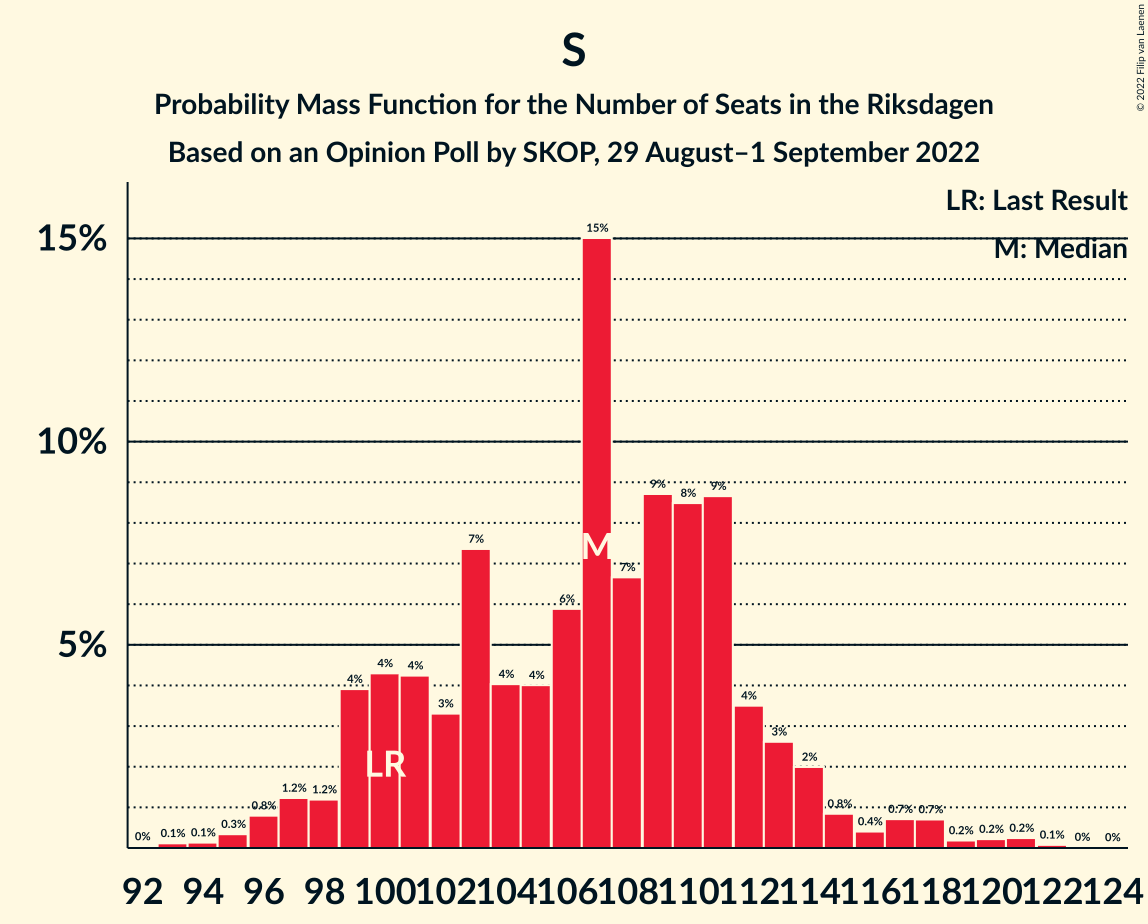 © 2022 Filip van Laenen
S
Probability Mass Function for the Number of Seats in the Riksdagen
Based on an Opinion Poll by SKOP, 29 August–1 September 2022
LR: Last Result
M: Median
15%
10%
5%
0% 0.1% 0.1% 0.3% 0.8% 1.2% 1.2% 4% 4% 4% 3% 7% 4% 4% 6% 15% 7% 9% 8% 9% 4% 3% 2% 0.8% 0.4% 0.7% 0.7% 0.2% 0.2% 0.2% 0.1% 0% 0%
M
LR
92 94 96 98 100 102 104 106 108 110 112 114 116 118 120 122 124